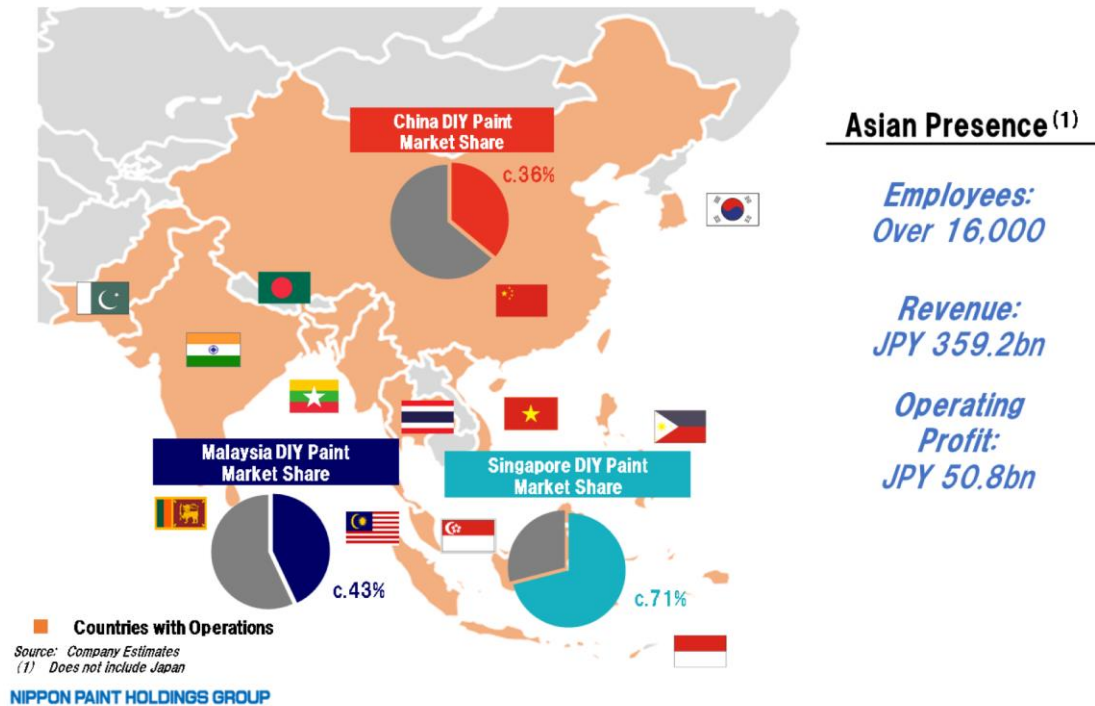 China DIY Paint
Market Share
c.36%
Asian Presence(1)
Employees:
Over 16,000
Revenue:
JPY 359.2bn
Operating
Profit:
JPY 50.8bn
Malaysia DIY Paint
Market Share
c.43%
Singapore DIY Paint
Market Share
c.71%
Countries with Operations
Source: Company Estimates
(1) Does not include Japan
NIPPON PAINT HOLDINGS GROUP